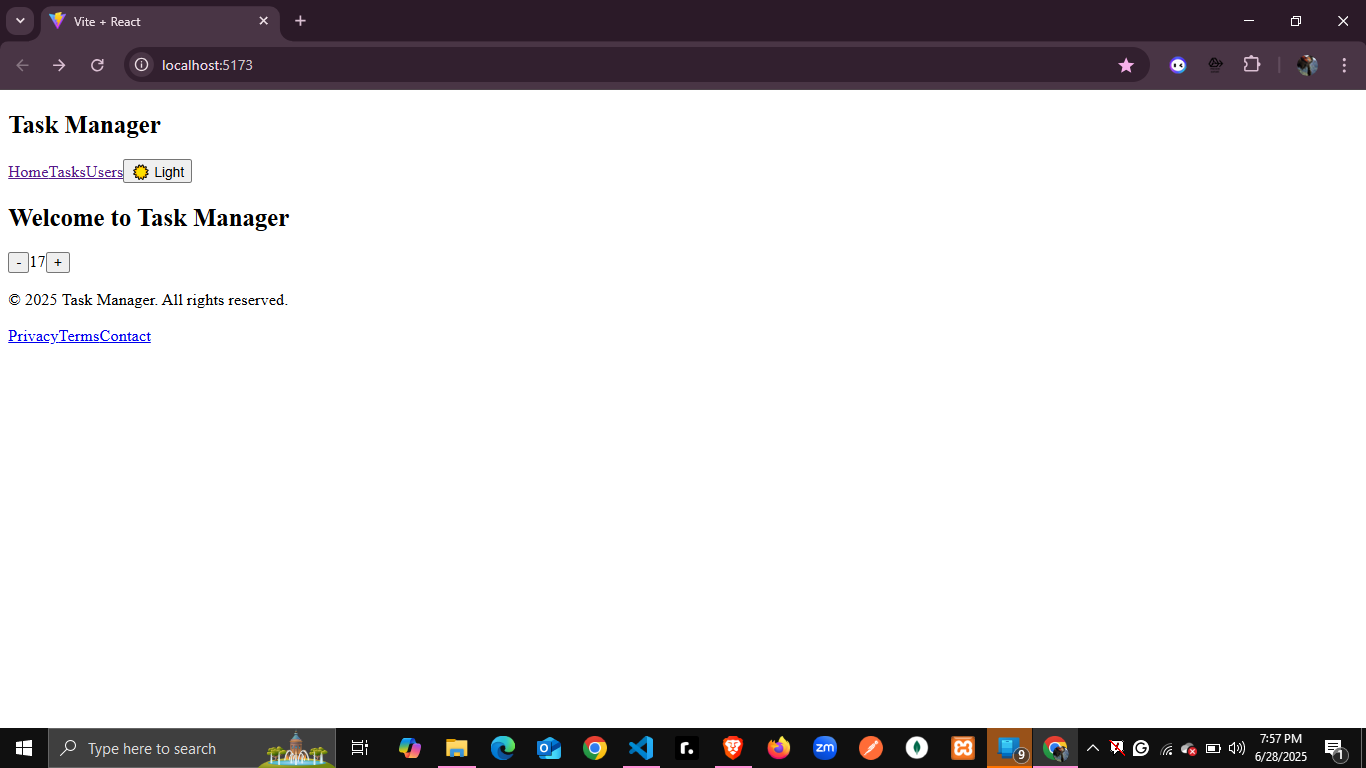 Vite + React
localhost:5173
Task Manager
HomeTasksUsers Light
Welcome to Task Manager
-17+
© 2025 Task Manager. All rights reserved.
PrivacyTermsContact
Type here to search
r.
zm
9
G
7:57 PM
6/28/2025
1